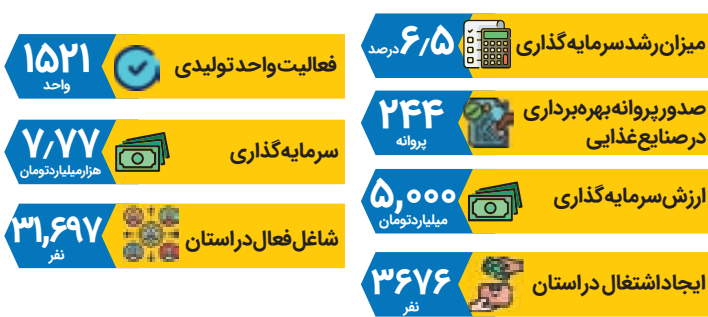 میزان رشد سرمایه گذاری
۶٫۵ درصد
صدور پروانه بهره برداری
در صنایع غذایی
۲۴۴
پروانه
ارزش سرمایه گذاری
۵,۰۰۰
میلیارد تومان
ایجاد اشتغال در استان
۳۶۷۶
نفر
فعالیت واحد تولیدی
۱۵۲۱
واحد
سرمایه گذاری
۷٫۷۷
هزار میلیارد تومان
شاغل فعال در استان
۳۱,۶۹۷
نفر